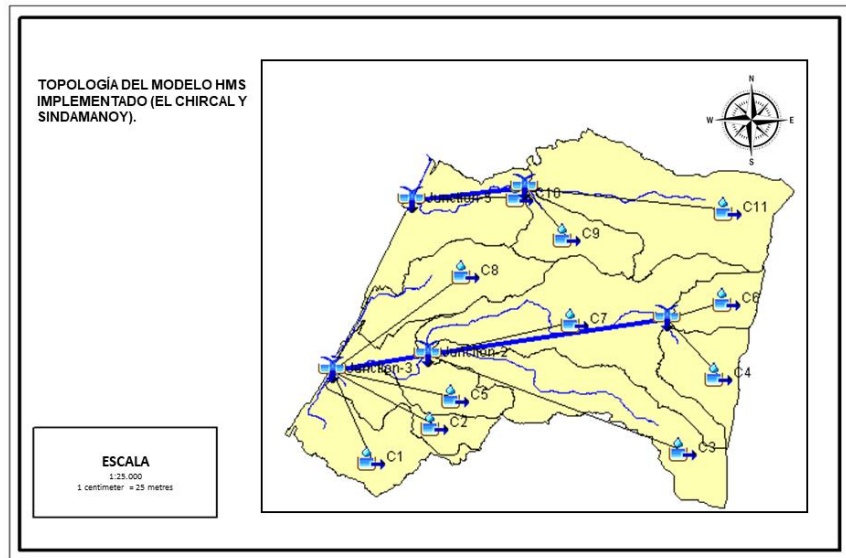 TOPOLOGÍA DEL MODELO HMS
IMPLEMENTADO (EL CHIRCAL Y
SINDAMANOY).
N
W
E
S
Junction-5
C10
C11
C9
C8
C6
C7
Junction-2
Junction-3
C4
C5
C2
C3
C1
ESCALA
1:25.000
1 centimeter = 25 metres